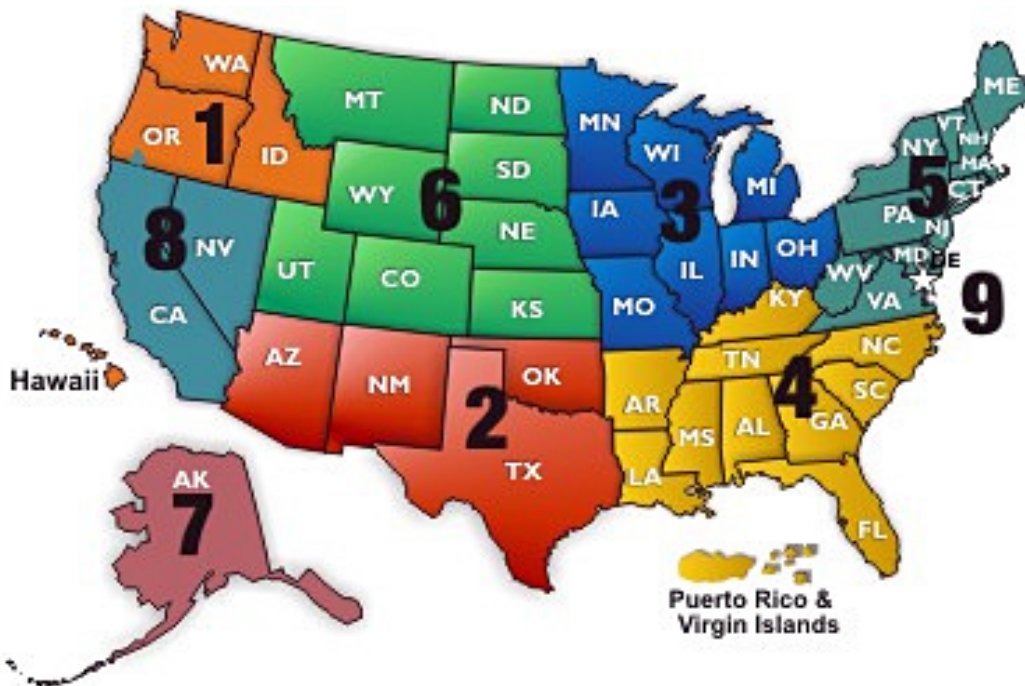 WA
MT
ND
MN
ME
OR
1
ID
WY
6
SD
WI
3
MI
NY
VT
NH
MA
5
CT
8
NV
UT
CO
NE
IA
IL
IN
OH
PA
NJ
MD
DE
WV
VA
9
CA
KS
MO
KY
Hawaii
AZ
NM
2
OK
TX
AR
TN
NC
4
SC
MS
AL
GA
LA
FL
AK
7
Puerto Rico &
Virgin Islands